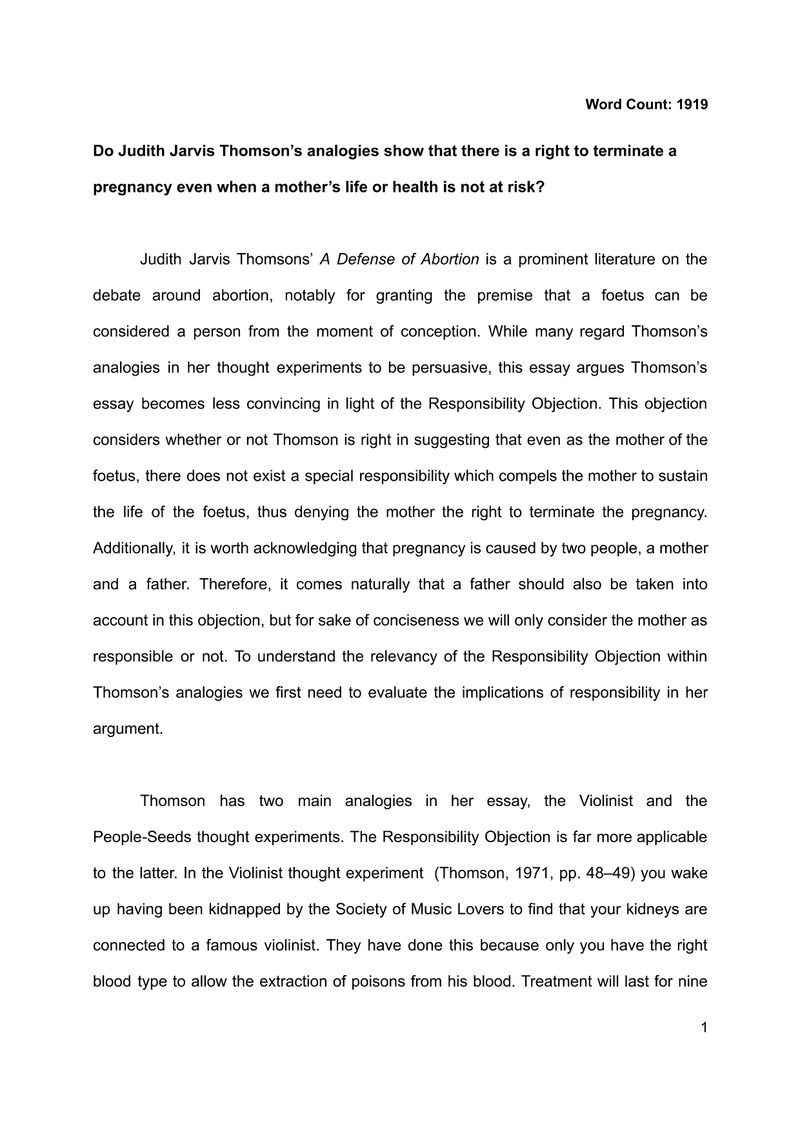 Word Count: 1919
Do Judith Jarvis Thomson’s analogies show that there is a right to terminate a
pregnancy even when a mother’s life or health is not at risk?
Judith Jarvis Thomsons’ A Defense of Abortion is a prominent literature on the
debate around abortion, notably for granting the premise that a foetus can be
considered a person from the moment of conception. While many regard Thomson’s
analogies in her thought experiments to be persuasive, this essay argues Thomson’s
essay becomes less convincing in light of the Responsibility Objection. This objection
considers whether or not Thomson is right in suggesting that even as the mother of the
foetus, there does not exist a special responsibility which compels the mother to sustain
the life of the foetus, thus denying the mother the right to terminate the pregnancy.
Additionally, it is worth acknowledging that pregnancy is caused by two people, a mother
and a father. Therefore, it comes naturally that a father should also be taken into
account in this objection, but for sake of conciseness we will only consider the mother as
responsible or not. To understand the relevancy of the Responsibility Objection within
Thomson’s analogies we first need to evaluate the implications of responsibility in her
argument.
Thomson has two main analogies in her essay, the Violinist and the
People-Seeds thought experiments. The Responsibility Objection is far more applicable
to the latter. In the Violinist thought experiment (Thomson, 1971, pp. 48–49) you wake
up having been kidnapped by the Society of Music Lovers to find that your kidneys are
connected to a famous violinist. They have done this because only you have the right
blood type to allow the extraction of poisons from his blood. Treatment will last for nine
1